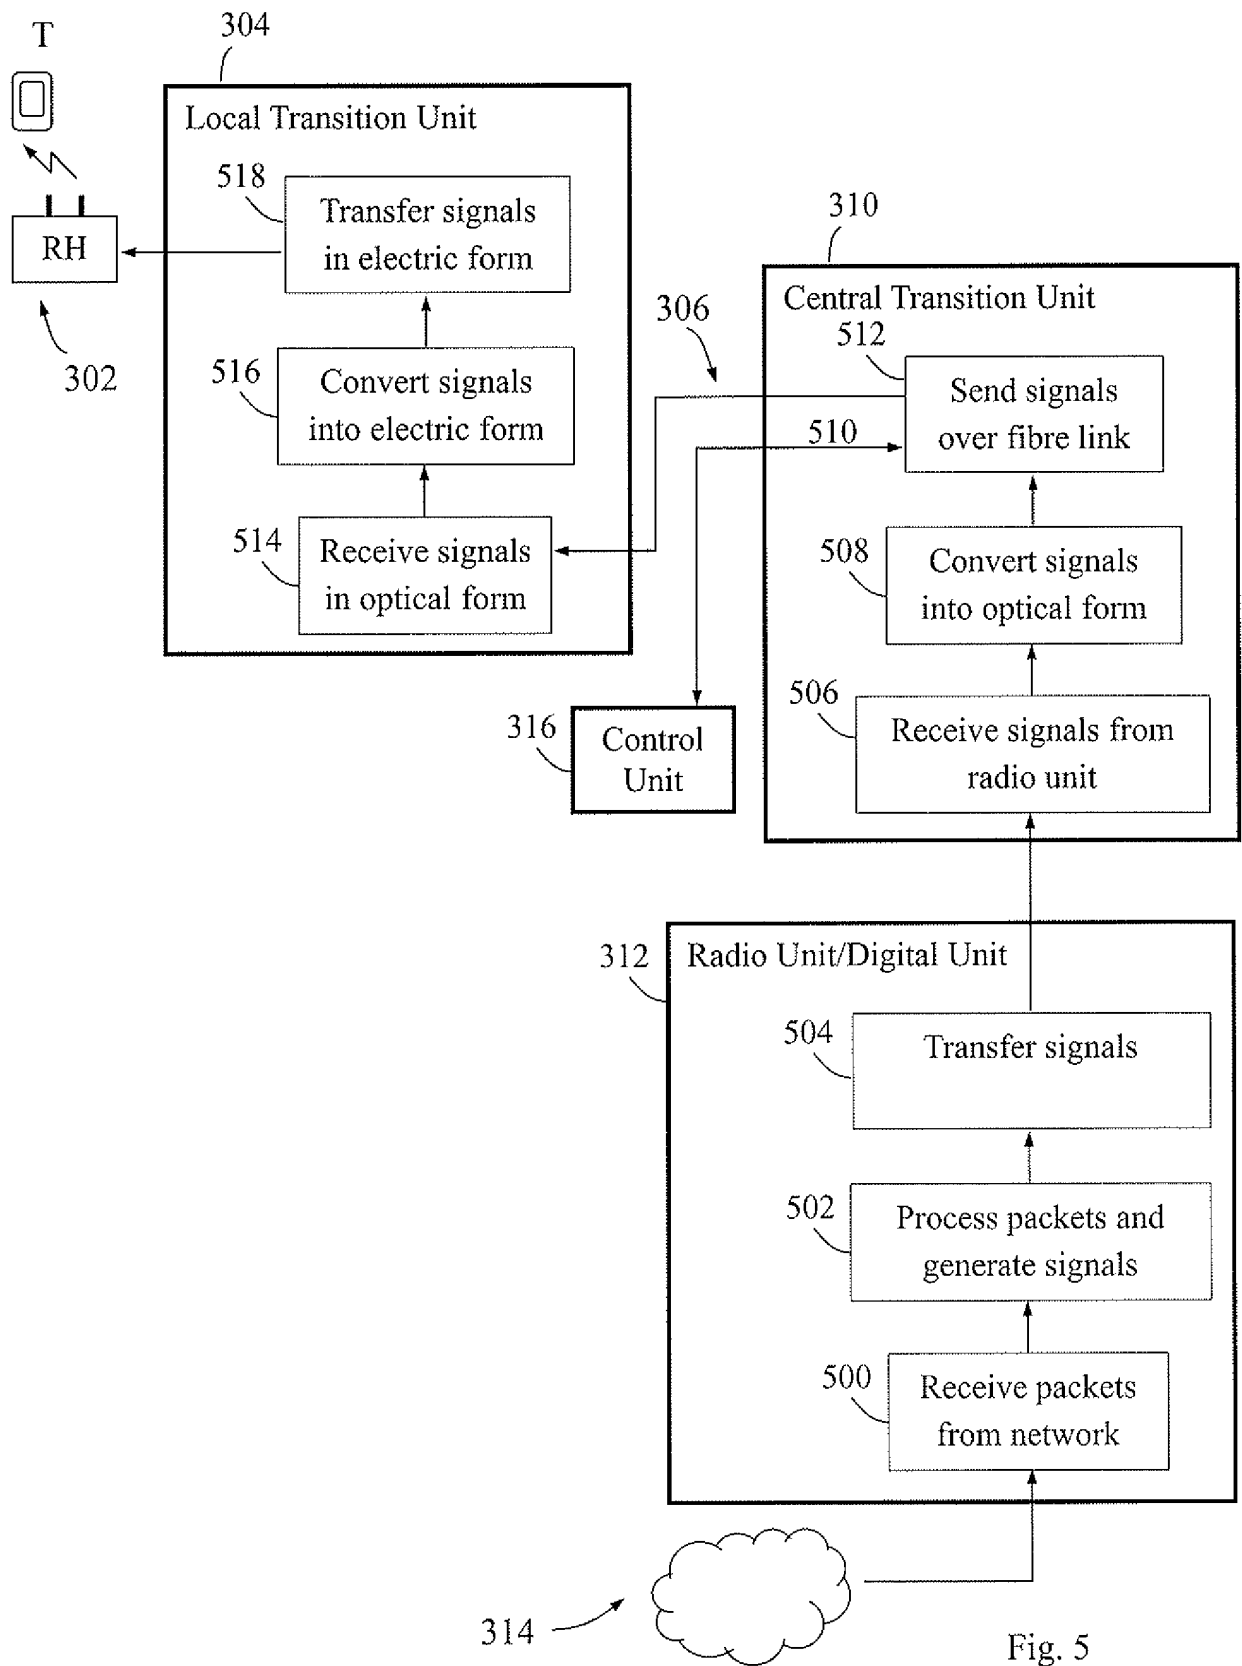 T
304
Local Transition Unit
518
Transfer signals
in electric form
RH
302
516
Convert signals
into electric form
514
Receive signals
in optical form
306
310
Central Transition Unit
512
Send signals
over fibre link
510
508
Convert signals
into optical form
506
Receive signals from
radio unit
316
Control
Unit
312
Radio Unit/Digital Unit
504
Transfer signals
502
Process packets and
generate signals
500
Receive packets
from network
314
Fig. 5